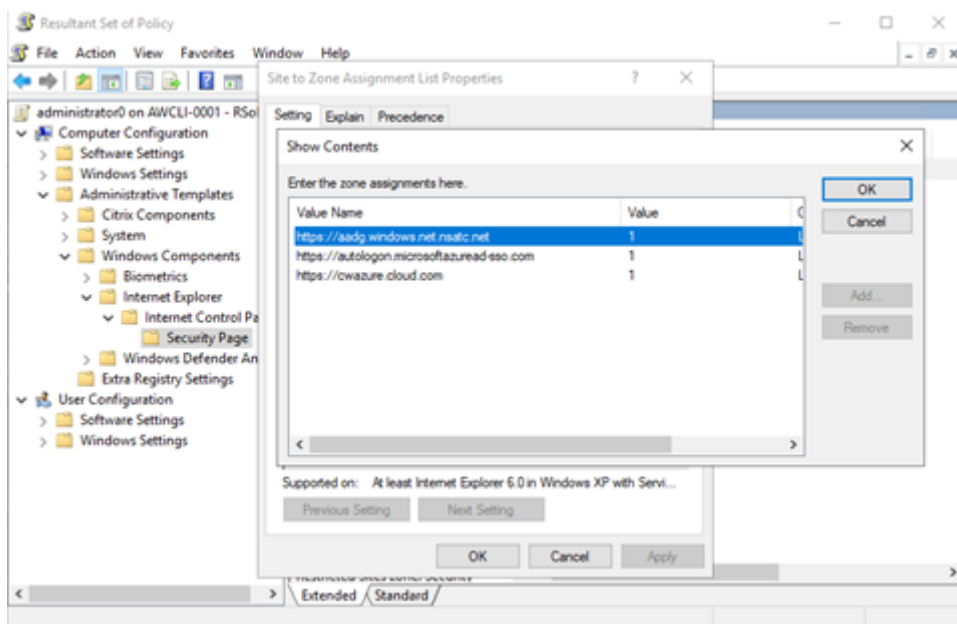 Resultant Set of Policy
File Action View Favorites Window Help
Site to Zone Assignment List Properties
administrator0 on AWCLI-0001 - RSoI
Computer Configuration
Software Settings
Windows Settings
Administrative Templates
Citrix Components
System
Windows Components
Biometrics
Internet Explorer
Internet Control Pa
Security Page
Windows Defender An
Extra Registry Settings
User Configuration
Software Settings
Windows Settings
Setting Explain Precedence
Show Contents
Enter the zone assignments here.
Value Name Value
https://aadg.windows.net.nsatc.net 1
https://autologon.microsoftazuread-sso.com 1
https://cwazure.cloud.com 1
OK
Cancel
Add...
Remove
Supported on: At least Internet Explorer 6.0 in Windows XP with Servi...
Previous Setting Next Setting
OK Cancel Apply
Extended Standard